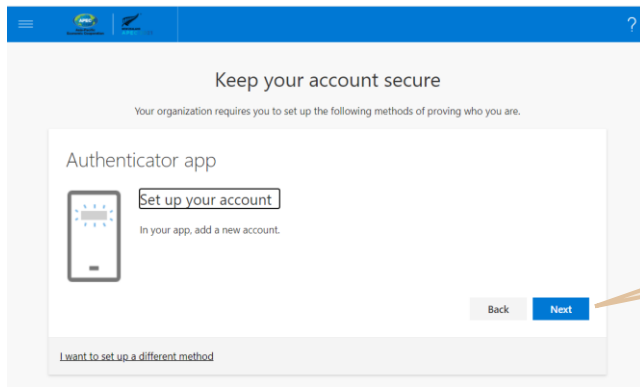 APEC
?
Keep your account secure
Your organization requires you to set up the following methods of proving who you are.
Authenticator app
Set up your account
In your app, add a new account.
Back
Next
I want to set up a different method